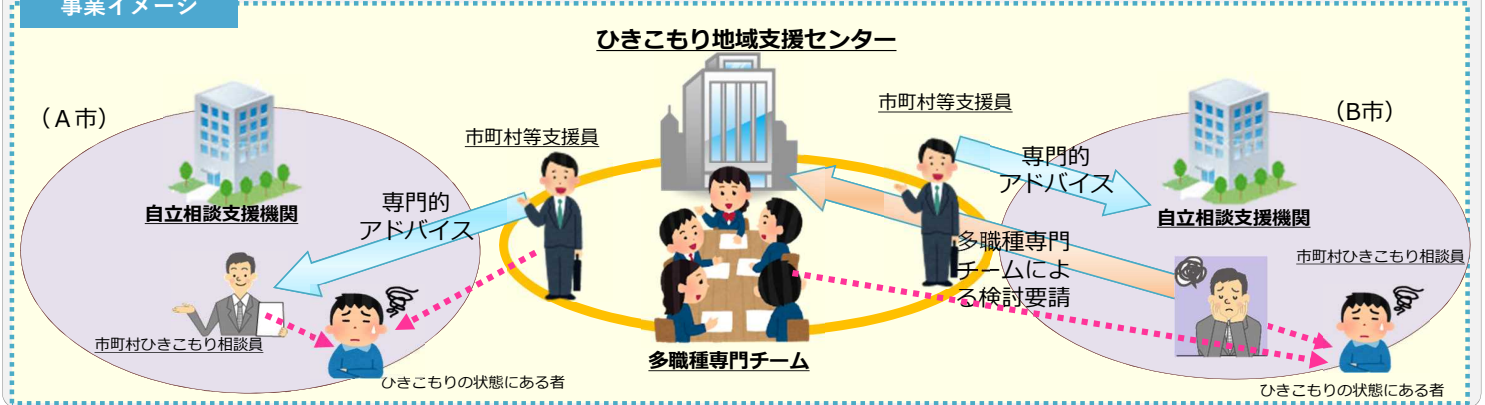 事業イメージ
ひきこもり地域支援センター
（A市）
市町村等支援員
市町村等支援員
（B市）
専門的
アドバイス
専門的
アドバイス
自立相談支援機関
自立相談支援機関
多職種専門
チームによ
る検討要請
市町村ひきこもり相談員
市町村ひきこもり相談員
多職種専門チーム
ひきこもりの状態にある者
ひきこもりの状態にある者